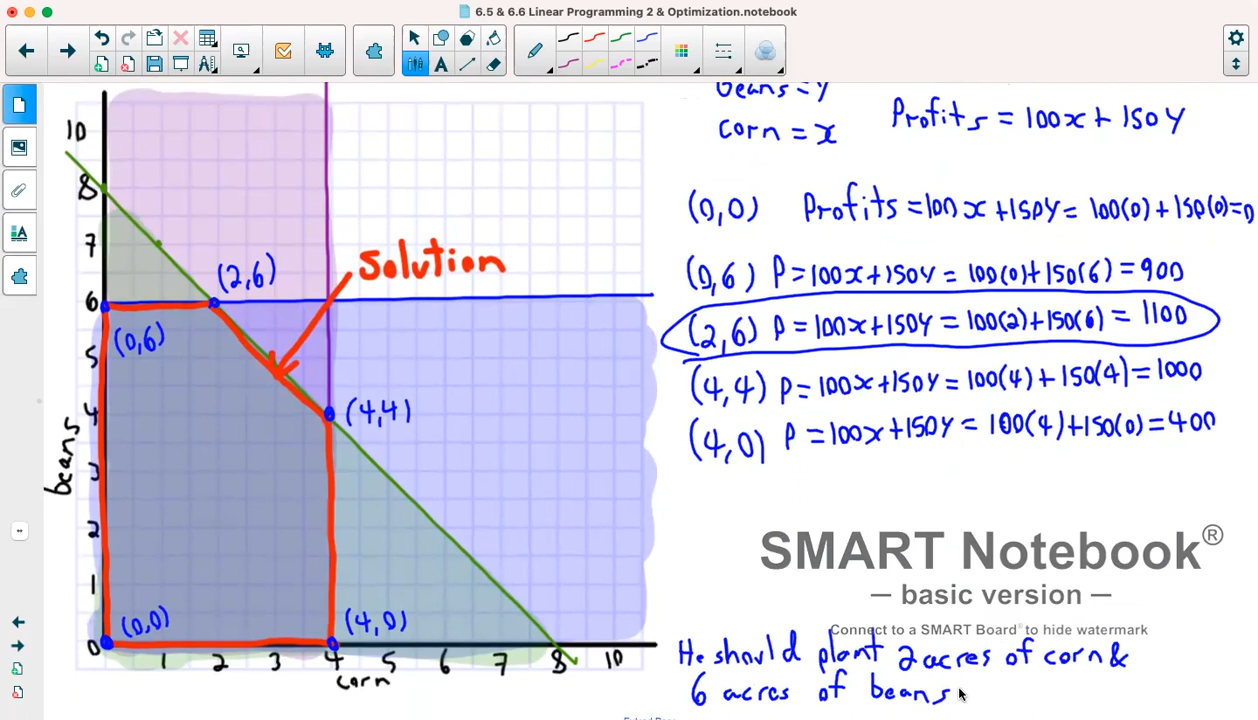 6.5 & 6.6 Linear Programming 2 & Optimization.notebook
beans = y
corn = x
Profits = 100x + 150y
(0,0) Profits = 100x + 150y = 100(0) + 150(0) = 0
(0,6) P = 100x + 150y = 100(0) + 150(6) = 900
(2,6) P = 100x + 150y = 100(2) + 150(6) = 1100
(4,4) P = 100x + 150y = 100(4) + 150(4) = 1000
(4,0) P = 100x + 150y = 100(4) + 150(0) = 400
10
8
7
6
5
4
3
2
1
0
beans
(2,6)
solution
(0,6)
(4,4)
(0,0)
(4,0)
1 2 3 4 5 6 7 8 10
corn
SMART Notebook®
— basic version —
Connect to a SMART Board® to hide watermark
He should plant 2 acres of corn &
6 acres of beans